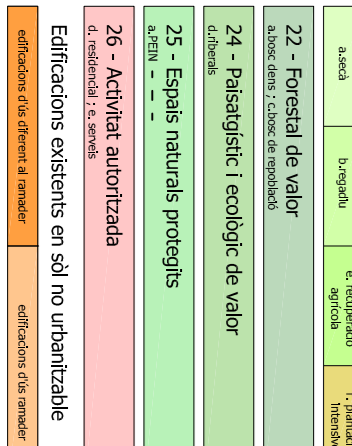 a.secà
b.regadiu
e. recuperació
agrícola
22 - Forestal de valor
a.bosc dens ; c.bosc de repoblació
24 - Paisatgístic i ecològic de valor
d.riberals
25 - Espais naturals protegits
a.PEIN - - -
26 - Activitat autoritzada
d. residencial ; e. serveis
Edificacions existents en sòl no urbanitzable
edificacions d'ús diferent al ramader
edificacions d'ús ramader